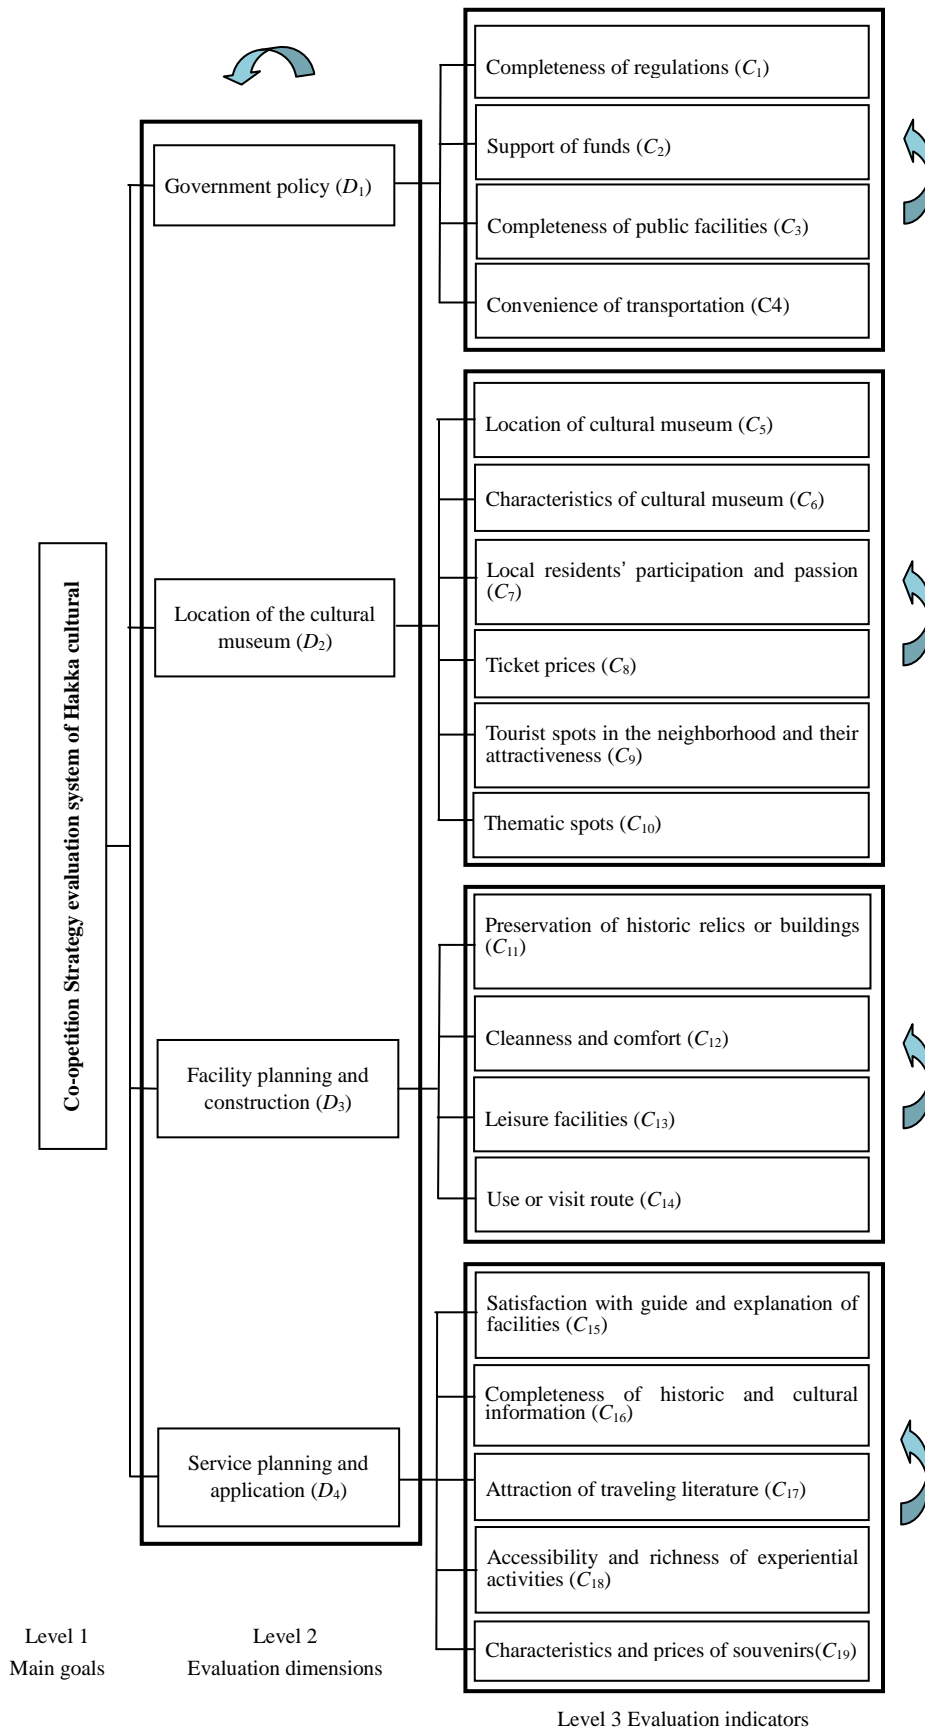 Co-opetition Strategy evaluation system of Hakka cultural
Government policy (D1)
Completeness of regulations (C1)
Support of funds (C2)
Completeness of public facilities (C3)
Convenience of transportation (C4)
Location of the cultural
museum (D2)
Location of cultural museum (C5)
Characteristics of cultural museum (C6)
Local residents’ participation and passion
(C7)
Ticket prices (C8)
Tourist spots in the neighborhood and their
attractiveness (C9)
Thematic spots (C10)
Facility planning and
construction (D3)
Preservation of historic relics or buildings
(C11)
Cleanness and comfort (C12)
Leisure facilities (C13)
Use or visit route (C14)
Service planning and
application (D4)
Satisfaction with guide and explanation of
facilities (C15)
Completeness of historic and cultural
information (C16)
Attraction of traveling literature (C17)
Accessibility and richness of experiential
activities (C18)
Characteristics and prices of souvenirs(C19)
Level 1
Main goals
Level 2
Evaluation dimensions
Level 3 Evaluation indicators